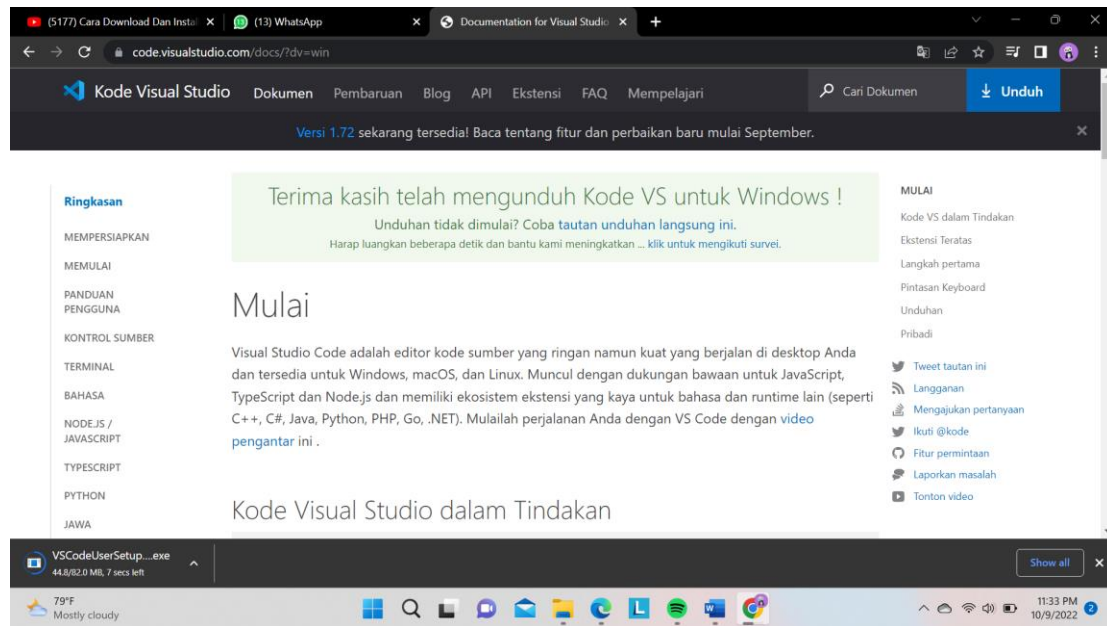 (5177) Cara Download Dan Instal
(13) WhatsApp
Documentation for Visual Studio
code.visualstudio.com/docs/?dv=win
Kode Visual Studio
Dokumen
Pembaruan
Blog
API
Ekstensi
FAQ
Mempelajari
Cari Dokumen
Unduh
Versi 1.72 sekarang tersedia! Baca tentang fitur dan perbaikan baru mulai September.
Ringkasan
MEMPERSIAPKAN
MEMULAI
PANDUAN
PENGGUNA
KONTROL SUMBER
TERMINAL
BAHASA
NODE.JS /
JAVASCRIPT
TYPESCRIPT
PYTHON
JAWA
Terima kasih telah mengunduh Kode VS untuk Windows !
Unduhan tidak dimulai? Coba tautan unduhan langsung ini.
Harap luangkan beberapa detik dan bantu kami meningkatkan ... klik untuk mengikuti survei.
Mulai
Visual Studio Code adalah editor kode sumber yang ringan namun kuat yang berjalan di desktop Anda
dan tersedia untuk Windows, macOS, dan Linux. Muncul dengan dukungan bawaan untuk JavaScript,
TypeScript dan Node.js dan memiliki ekosistem ekstensi yang kaya untuk bahasa dan runtime lain (seperti
C++, C#, Java, Python, PHP, Go, .NET). Mulailah perjalanan Anda dengan VS Code dengan video
pengantar ini .
Kode Visual Studio dalam Tindakan
MULAI
Kode VS dalam Tindakan
Ekstensi Teratas
Langkah pertama
Pintasan Keyboard
Unduhan
Pribadi
Tweet tautan ini
Langganan
Mengajukan pertanyaan
Ikuti @kode
Fitur permintaan
Laporkan masalah
Tonton video
VSCodeUserSetup....exe
44.8/82.0 MB, 7 secs left
Show all
79°F
Mostly cloudy
11:33 PM
10/9/2022
2